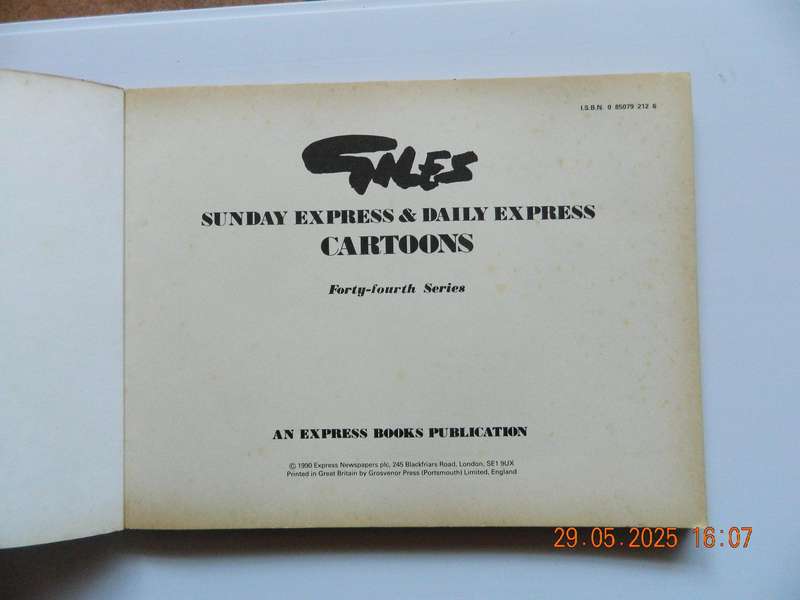 I.S.B.N. 0 85079 212 6
GILES
SUNDAY EXPRESS & DAILY EXPRESS
CARTOONS
Forty-fourth Series
AN EXPRESS BOOKS PUBLICATION
© 1990 Express Newspapers plc, 245 Blackfriars Road, London, SE1 9UX
Printed in Great Britain by Grosvenor Press (Portsmouth) Limited, England
29.05.2025 16:07